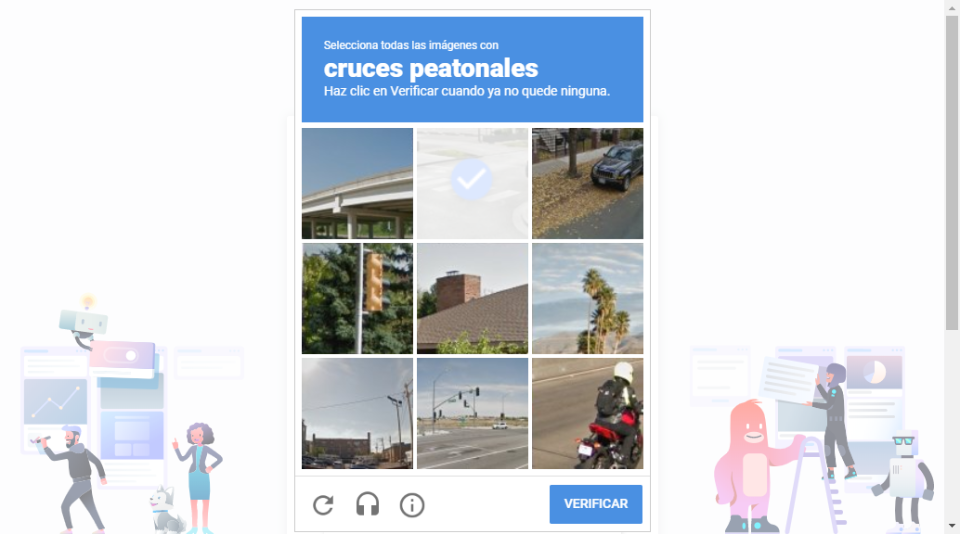 Selecciona todas las imágenes con
cruces peatonales
Haz clic en Verificar cuando ya no quede ninguna.
VERIFICAR